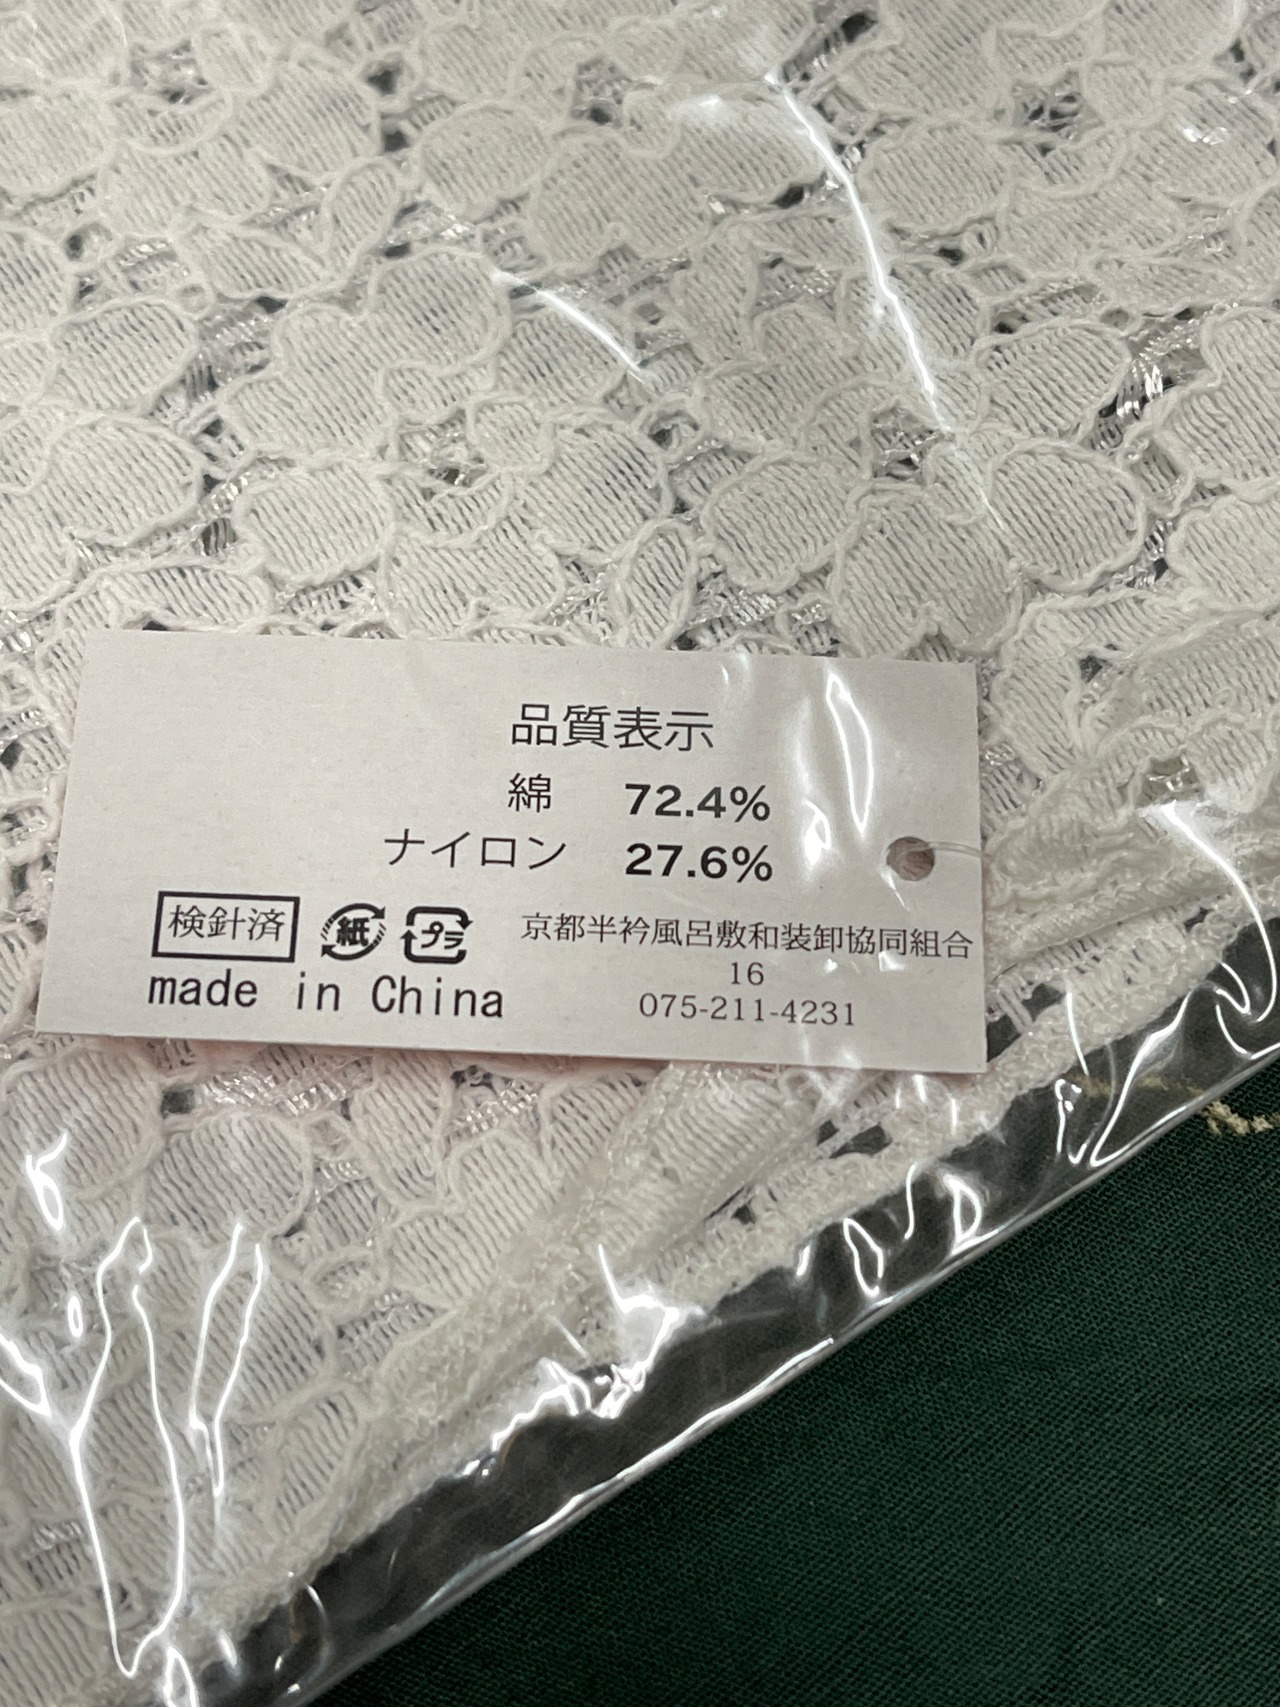 品質表示
綿 72.4%
ナイロン 27.6%
検針済 紙 プラ
made in China
京都半衿風呂敷和装卸協同組合
16
075-211-4231